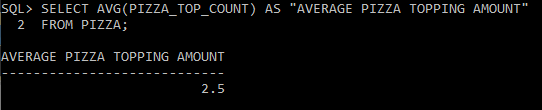 SQL> SELECT AVG(PIZZA_TOP_COUNT) AS "AVERAGE PIZZA TOPPING AMOUNT"
2 FROM PIZZA;
AVERAGE PIZZA TOPPING AMOUNT
----------------------------
2.5